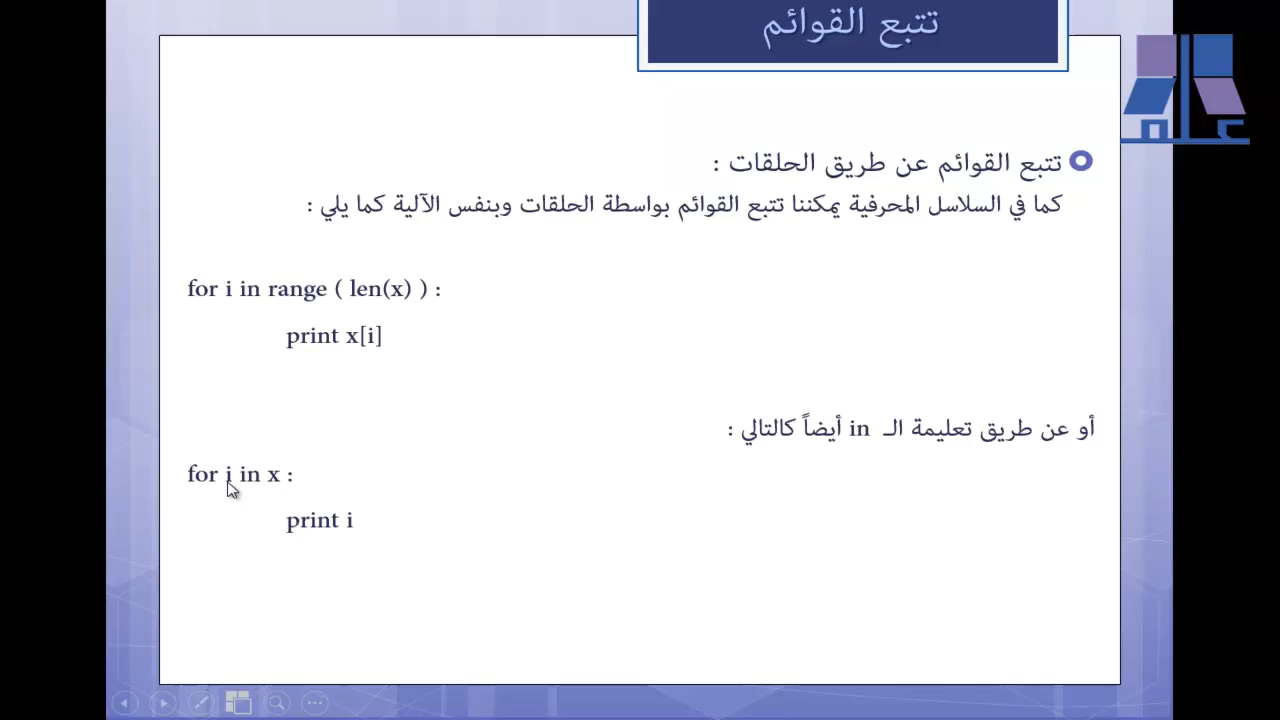 تتبع القوائم
علم
تتبع القوائم عن طريق الحلقات :
كما في السلاسل المحرفية يمكننا تتبع القوائم بواسطة الحلقات وبنفس الآلية كما يلي :
for i in range ( len(x) ) :
print x[i]
أو عن طريق تعليمة الـ in أيضاً كالتالي :
for i in x :
print i